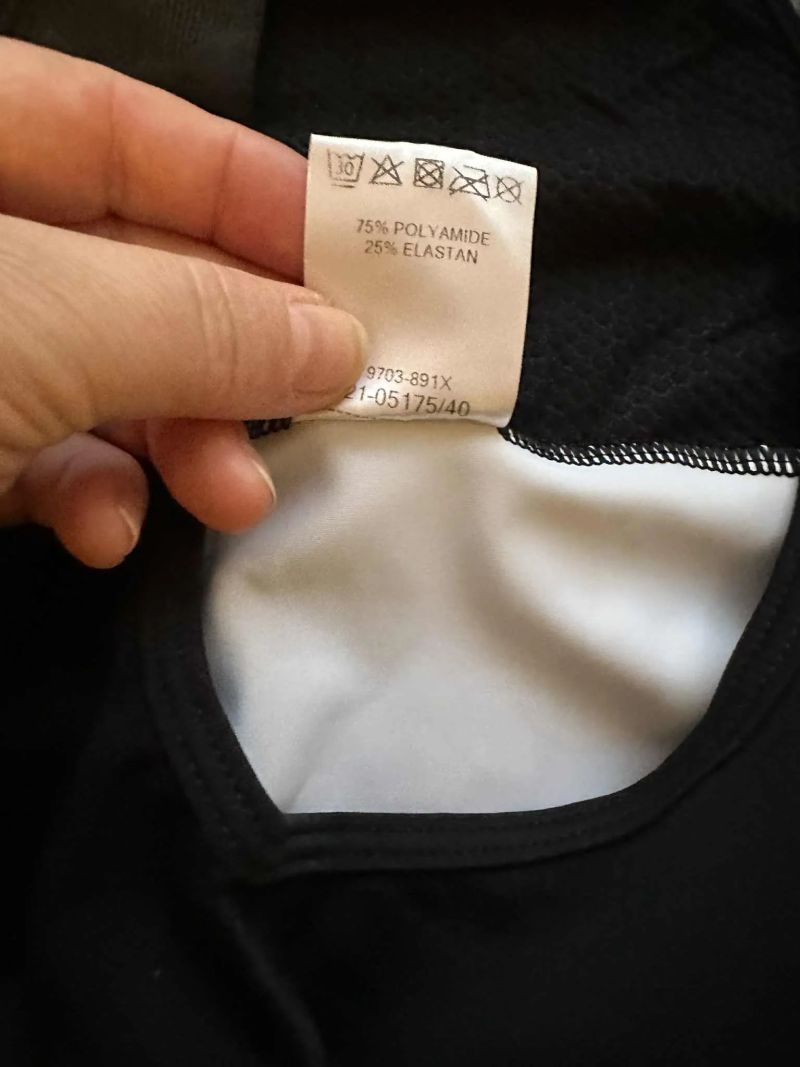 30
75% POLYAMIDE
25% ELASTAN
9703-891X
21-05175/40